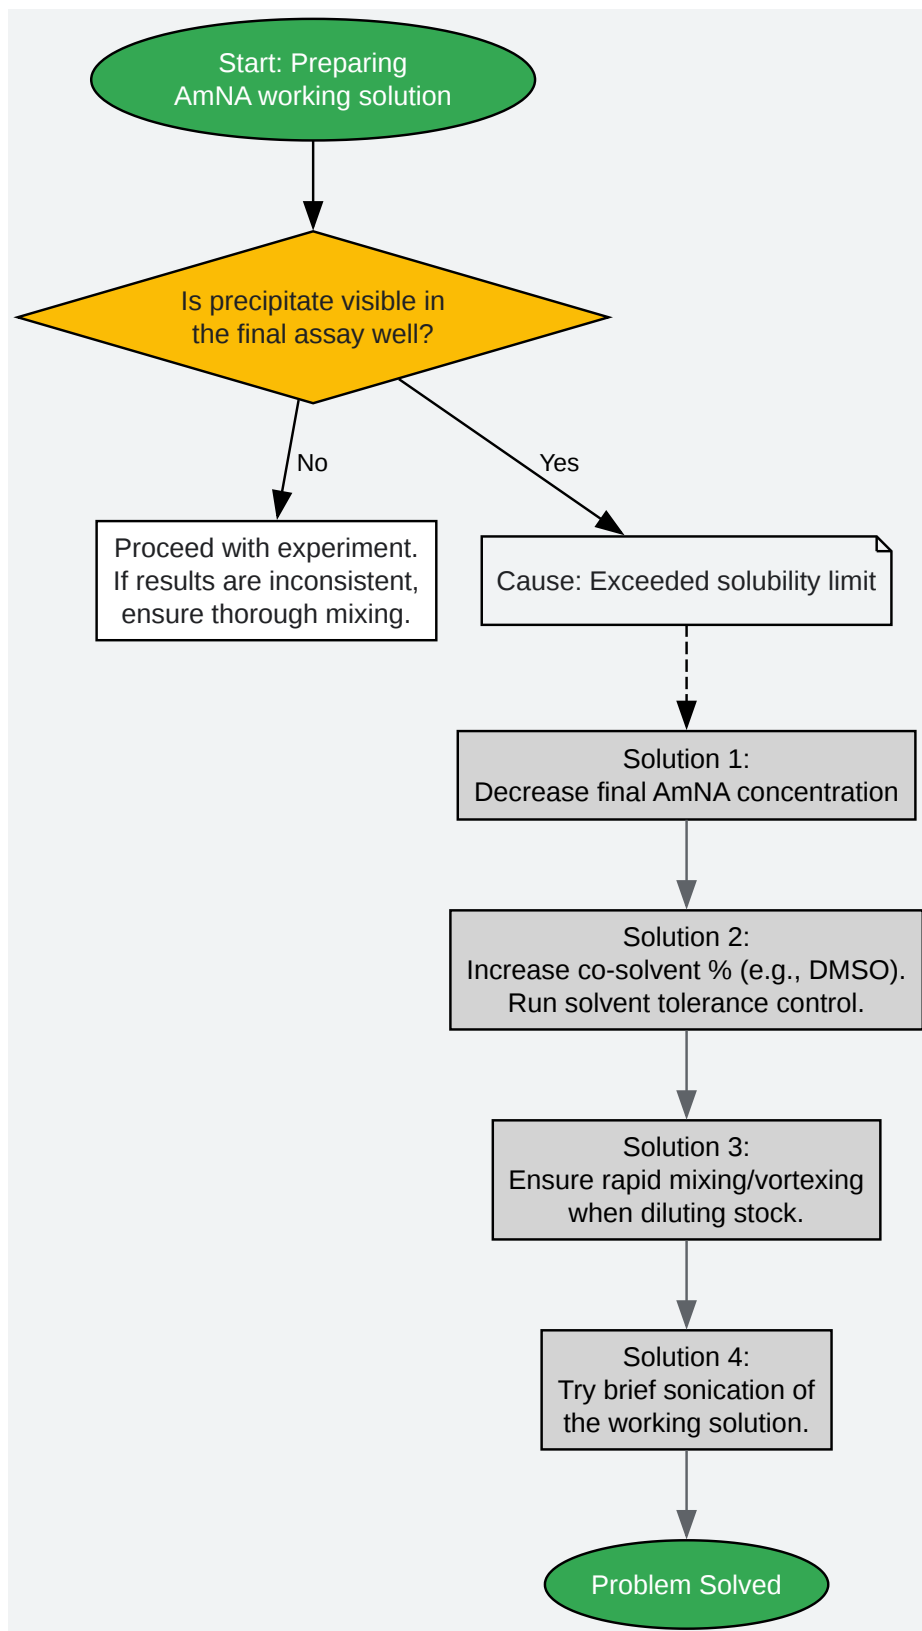 Start: Preparing
AmNA working solution
Is precipitate visible in
the final assay well?
No
Yes
Proceed with experiment.
If results are inconsistent,
ensure thorough mixing.
Cause: Exceeded solubility limit
Solution 1:
Decrease final AmNA concentration
Solution 2:
Increase co-solvent % (e.g., DMSO).
Run solvent tolerance control.
Solution 3:
Ensure rapid mixing/vortexing
when diluting stock.
Solution 4:
Try brief sonication of
the working solution.
Problem Solved